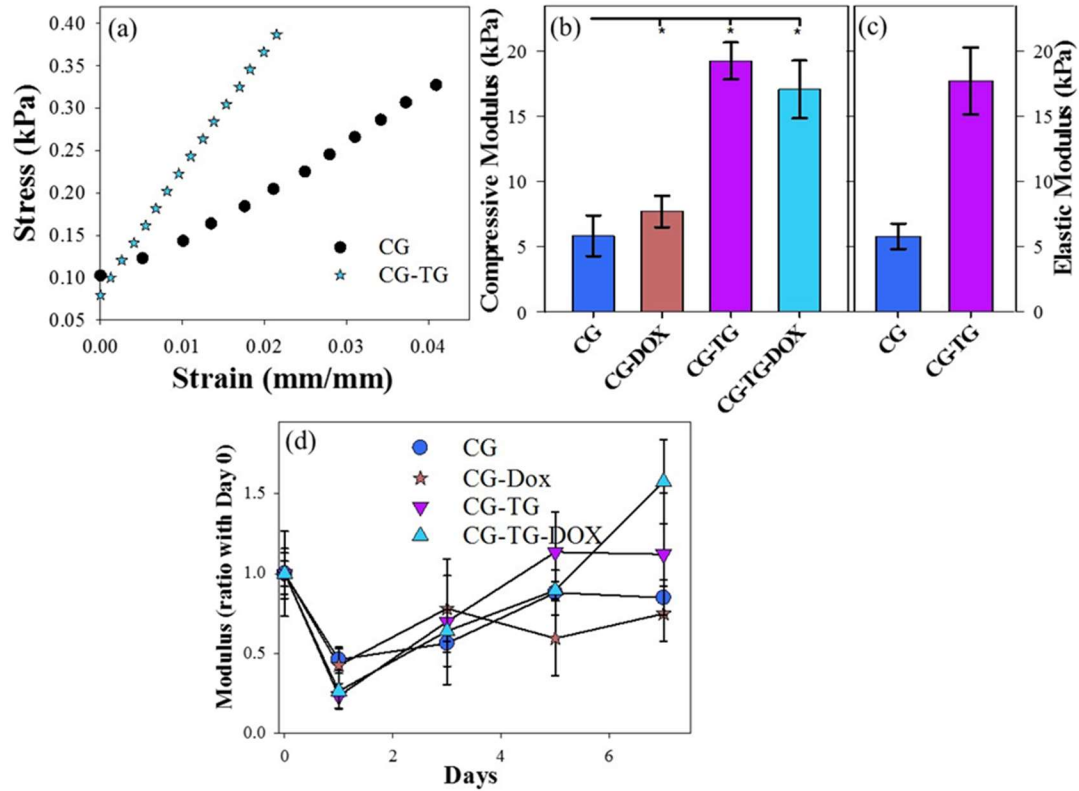 (a)
Stress (kPa)
0.40
0.35
0.30
0.25
0.20
0.15
0.10
0.05
CG
CG-TG
0.00 0.01 0.02 0.03 0.04
Strain (mm/mm)
(b)
Compressive Modulus (kPa)
20
15
10
5
0
* * *
CG CG-DOX CG-TG CG-TG-DOX
(c)
20
15
10
5
0
Elastic Modulus (kPa)
CG CG-TG
(d)
Modulus (ratio with Day 0)
1.5
1.0
0.5
0.0
CG
CG-Dox
CG-TG
CG-TG-DOX
0 2 4 6
Days